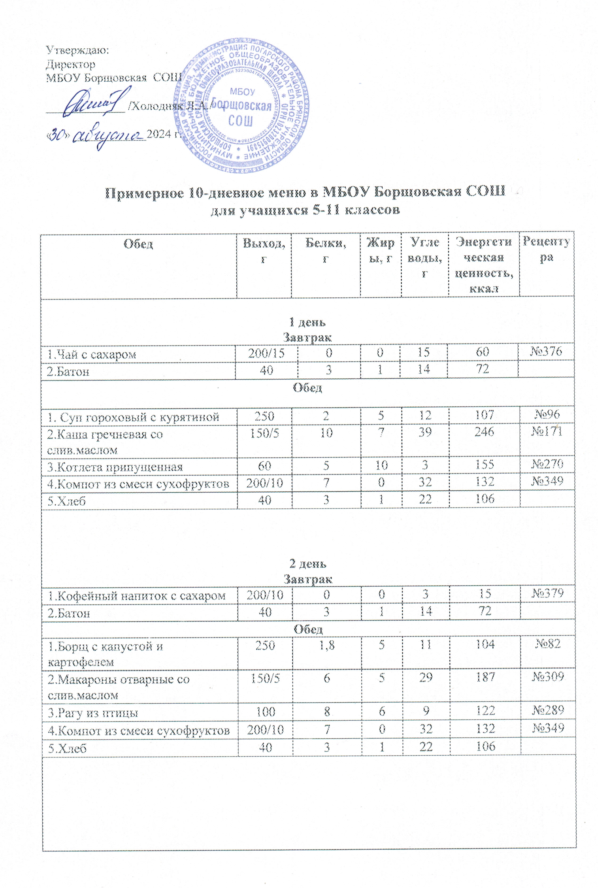 Утверждаю:
Директор
МБОУ Борщовская СОШ
/Холодняк Л.А./
«30» августа 2024 г.
МБОУ
Борщовская
СОШ
Примерное 10-дневное меню в МБОУ Борщовская СОШ
для учащихся 5-11 классов
Обед Выход, г Белки, г Жир ы, г Угле воды, г Энергети ческая ценность, ккал Рецепту ра
1 день
Завтрак
1.Чай с сахаром 200/15 0 0 15 60 №376
2.Батон 40 3 1 14 72
Обед
1. Суп гороховый с курятиной 250 2 5 12 107 №96
2.Каша гречневая со 150/5 10 7 39 246 №171
слив.маслом
3.Котлета припущенная 60 5 10 3 155 №270
4.Компот из смеси сухофруктов 200/10 7 0 32 132 №349
5.Хлеб 40 3 1 22 106
2 день
Завтрак
1.Кофейный напиток с сахаром 200/10 0 0 3 15 №379
2.Батон 40 3 1 14 72
Обед
1.Борщ с капустой и 250 1,8 5 11 104 №82
картофелем
2.Макароны отварные со 150/5 6 5 29 187 №309
слив.маслом
3.Рагу из птицы 100 8 6 9 122 №289
4.Компот из смеси сухофруктов 200/10 7 0 32 132 №349
5.Хлеб 40 3 1 22 106